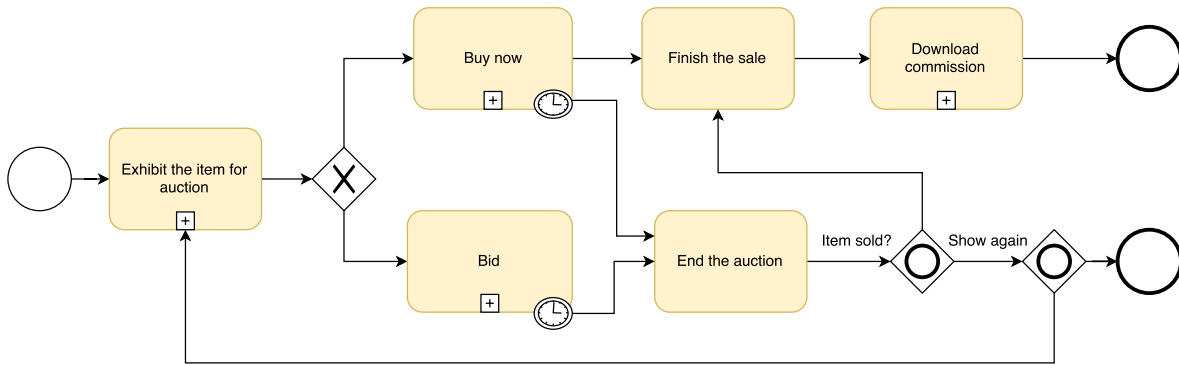 Buy now
Finish the sale
Download
commission
Exhibit the item for
auction
Bid
End the auction
Item sold?
Show again